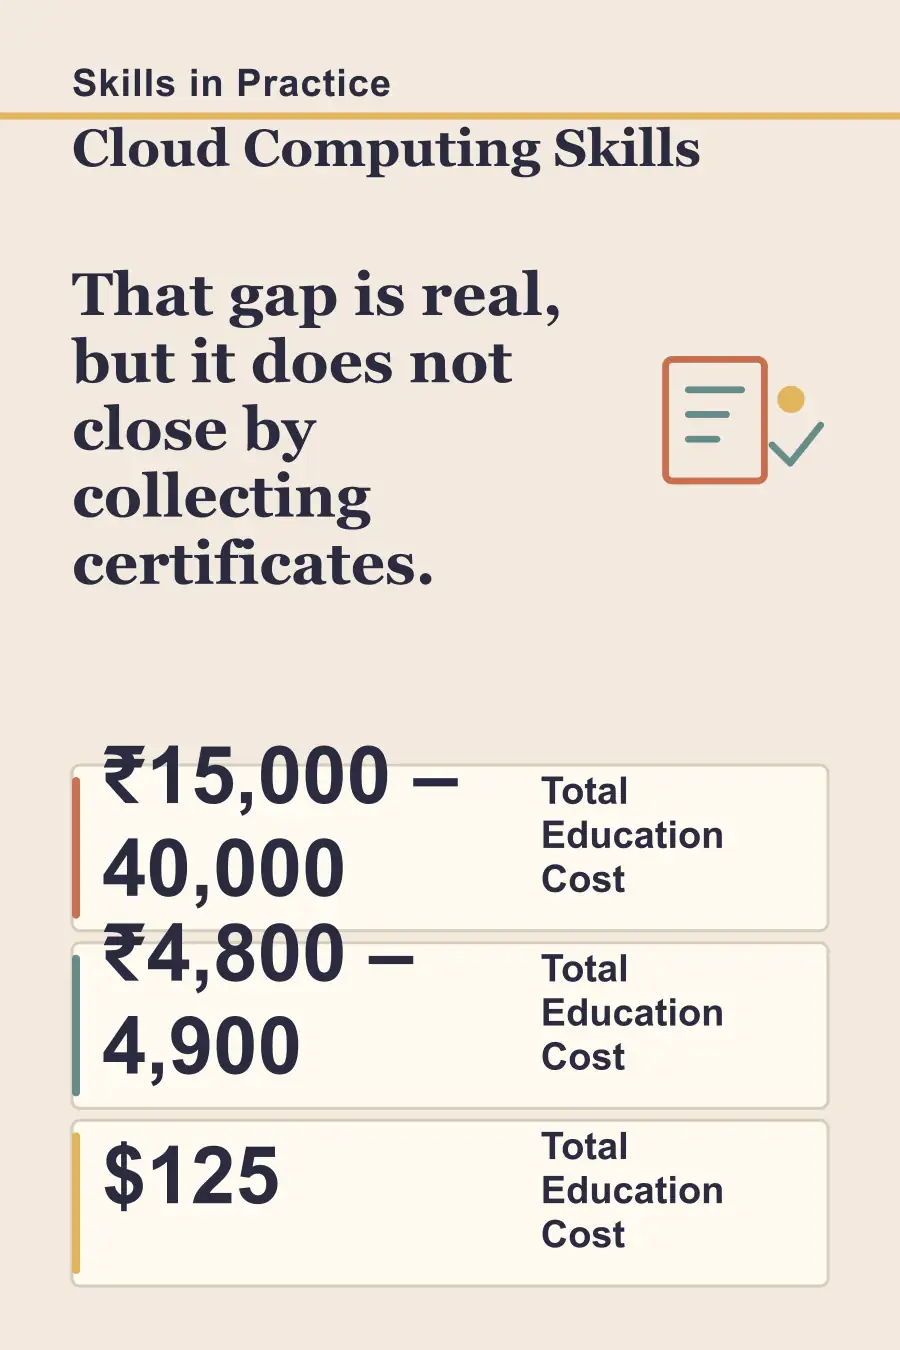 Skills in Practice
Cloud Computing Skills
That gap is real,
but it does not
close by
collecting
certificates.
₹15,000 –
40,000
Total
Education
Cost
₹4,800 –
4,900
Total
Education
Cost
$125
Total
Education
Cost